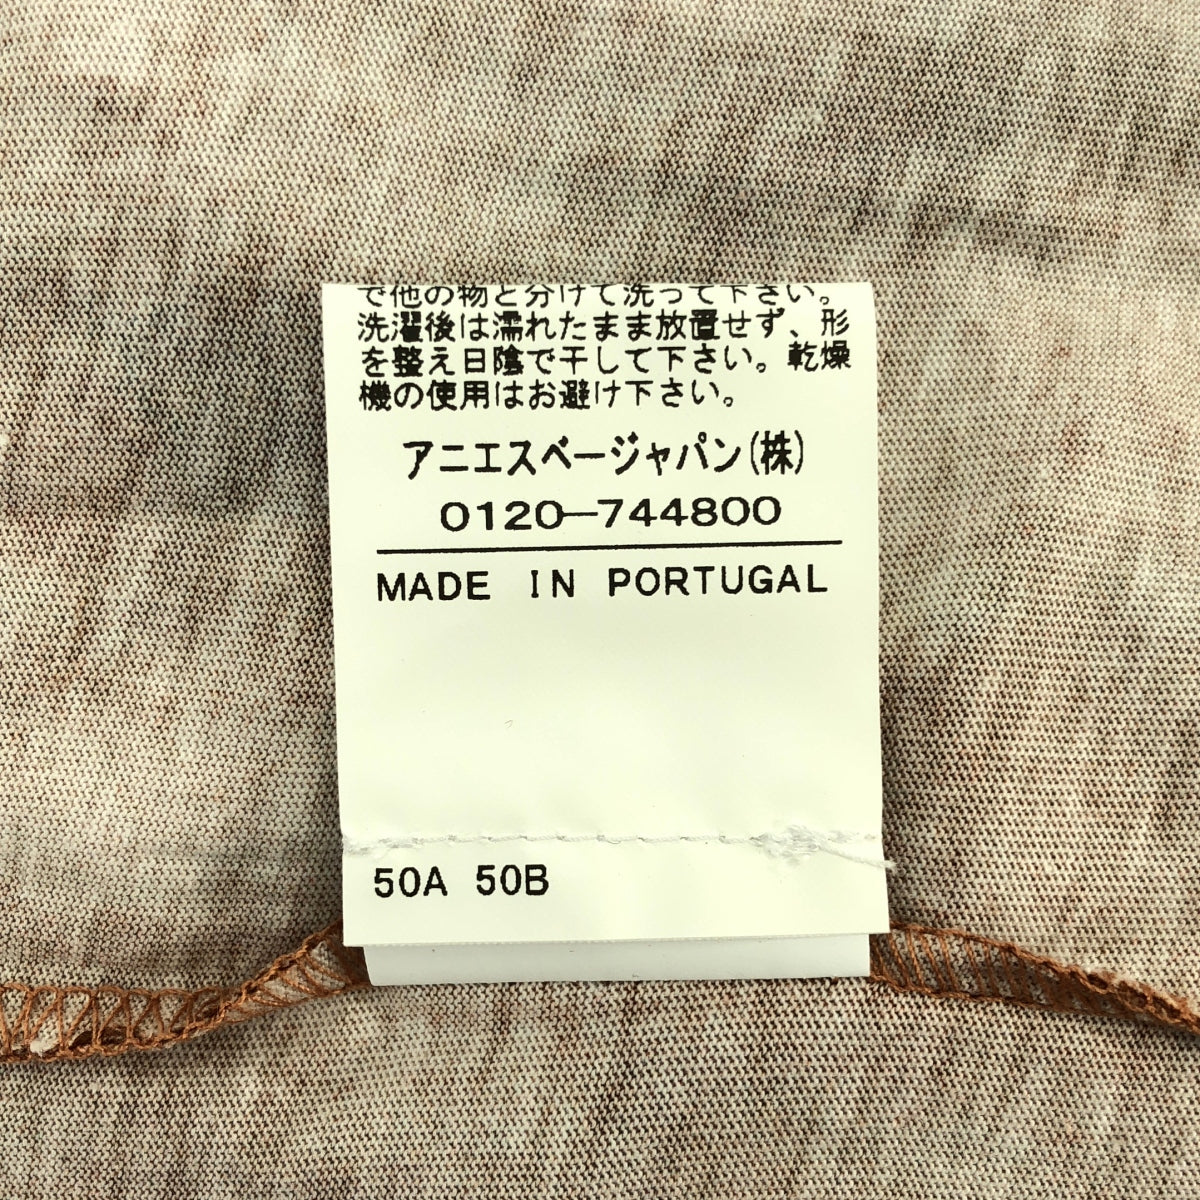 で他の物と分けて洗って下さい。
洗濯後は濡れたまま放置せず、形
を整え日陰で干して下さい。乾燥
機の使用はお避け下さい。
アニエスベージャパン(株)
0120-744800
MADE IN PORTUGAL
50A 50B